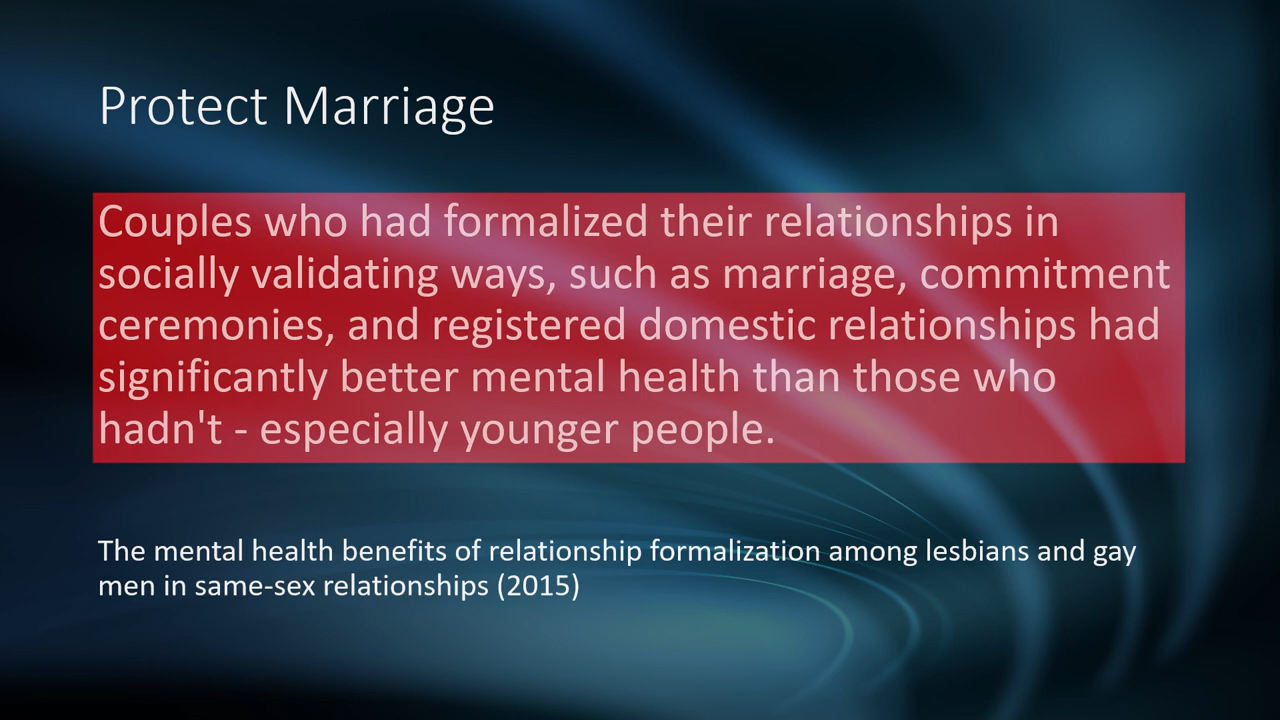 Protect Marriage
Couples who had formalized their relationships in
socially validating ways, such as marriage, commitment
ceremonies, and registered domestic relationships had
significantly better mental health than those who
hadn't - especially younger people.
The mental health benefits of relationship formalization among lesbians and gay
men in same-sex relationships (2015)